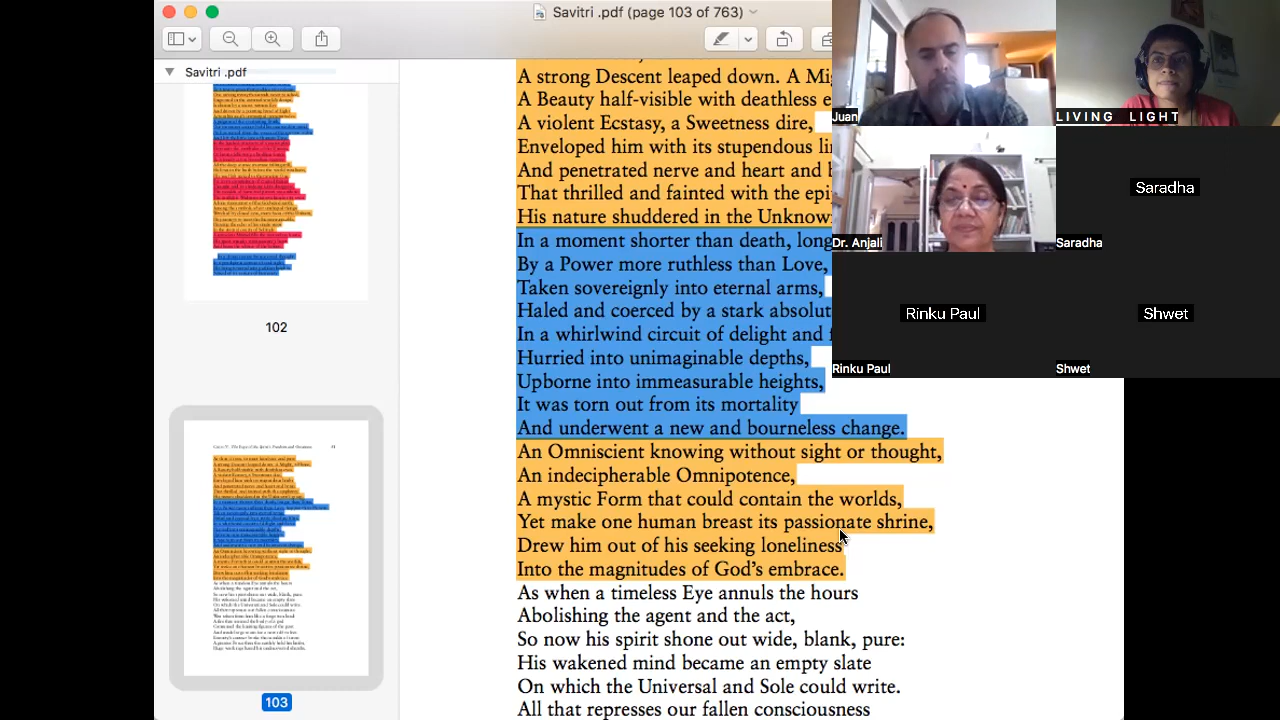 Savitri .pdf (page 103 of 763)
Savitri .pdf
102
103
A strong Descent leaped down. A Mig
A Beauty half-visible with deathless e
A violent Ecstasy, a Sweetness dire,
Enveloped him with its stupendous li
And penetrated nerve and heart and b
That thrilled and fainted with the epi
His nature shuddered in the Unknow
In a moment shorter than death, long
By a Power more ruthless than Love,
Taken sovereignly into eternal arms,
Haled and coerced by a stark absolut
In a whirlwind circuit of delight and f
Hurried into unimaginable depths,
Upborne into immeasurable heights,
It was torn out from its mortality
And underwent a new and bourneless change.
An Omniscient knowing without sight or thought,
An indecipherable Omnipotence,
A mystic Form that could contain the worlds,
Yet make one human breast its passionate shrine,
Drew him out of his seeking loneliness
Into the magnitudes of God's embrace.
As when a timeless Eye annuls the hours
Abolishing the agent and the act,
So now his spirit shone out wide, blank, pure:
His wakened mind became an empty slate
On which the Universal and Sole could write.
All that represses our fallen consciousness
Juan
LIVING LIGHT
Dr. Anjali
Saradha
Saradha
Rinku Paul
Shwet
Rinku Paul
Shwet